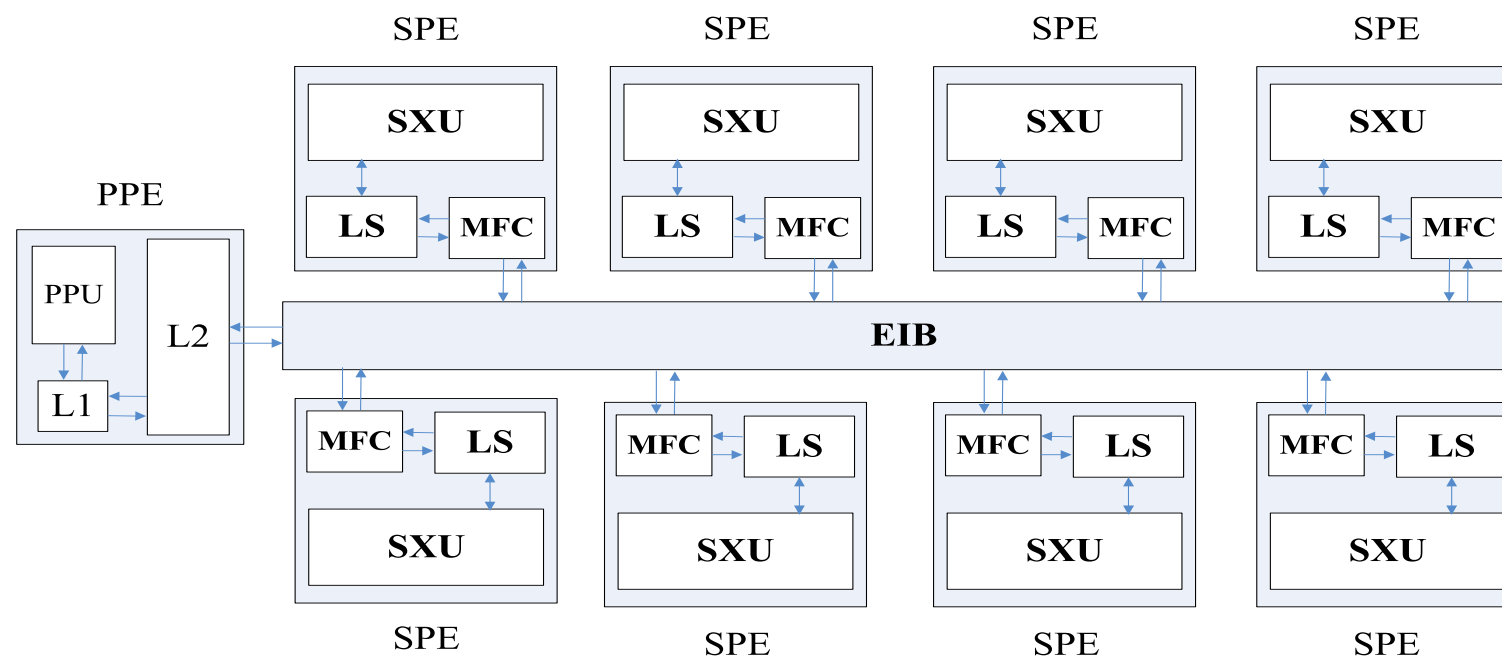 SPE SPE SPE SPE
SXU SXU SXU SXU
PPE
LS MFC LS MFC LS MFC LS MFC
PPU
L2
EIB
L1
MFC LS MFC LS MFC LS MFC LS
SXU SXU SXU SXU
SPE SPE SPE SPE